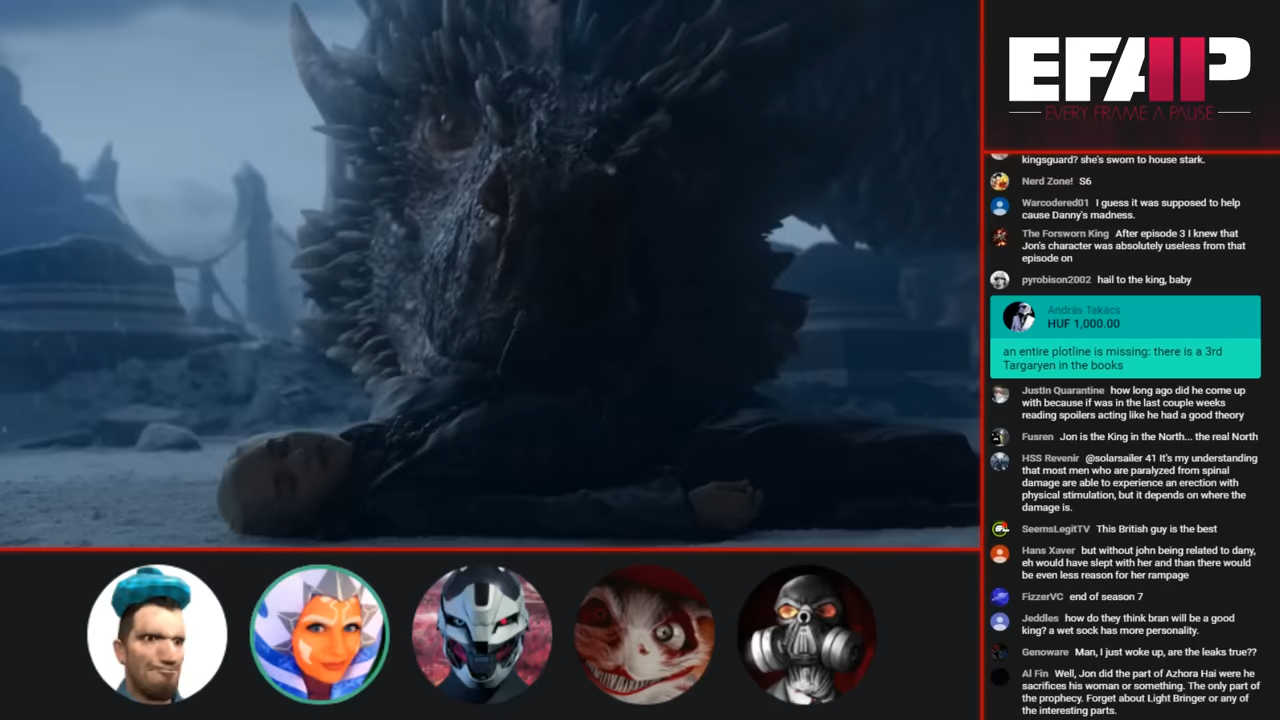 EFAP
EVERY FRAME A PAUSE
kingsguard? she's sworn to house stark.
Nerd Zone! S6
Warcodered01 I guess it was supposed to help
cause Danny's madness.
The Forsworn King After episode 3 I knew that
Jon's character was absolutely useless from that
episode on
pyrobison2002 hail to the king, baby
András Takács
HUF 1,000.00
an entire plotline is missing: there is a 3rd
Targaryen in the books
JustIn Quarantine how long ago did he come up
with because if was in the last couple weeks
reading spoilers acting like he had a good theory
Fusren Jon is the King in the North... the real North
HSS Revenir @solarsailer 41 It's my understanding
that most men who are paralyzed from spinal
damage are able to experience an erection with
physical stimulation, but it depends on where the
damage is.
SeemsLegitTV This British guy is the best
Hans Xaver but without john being related to dany,
eh would have slept with her and than there would
be even less reason for her rampage
FizzerVC end of season 7
Jeddles how do they think bran will be a good
king? a wet sock has more personality.
Genoware Man, I just woke up, are the leaks true??
Al Fin Well, Jon did the part of Azhora Hai were he
sacrifices his woman or something. The only part of
the prophecy. Forget about Light Bringer or any of
the interesting parts.